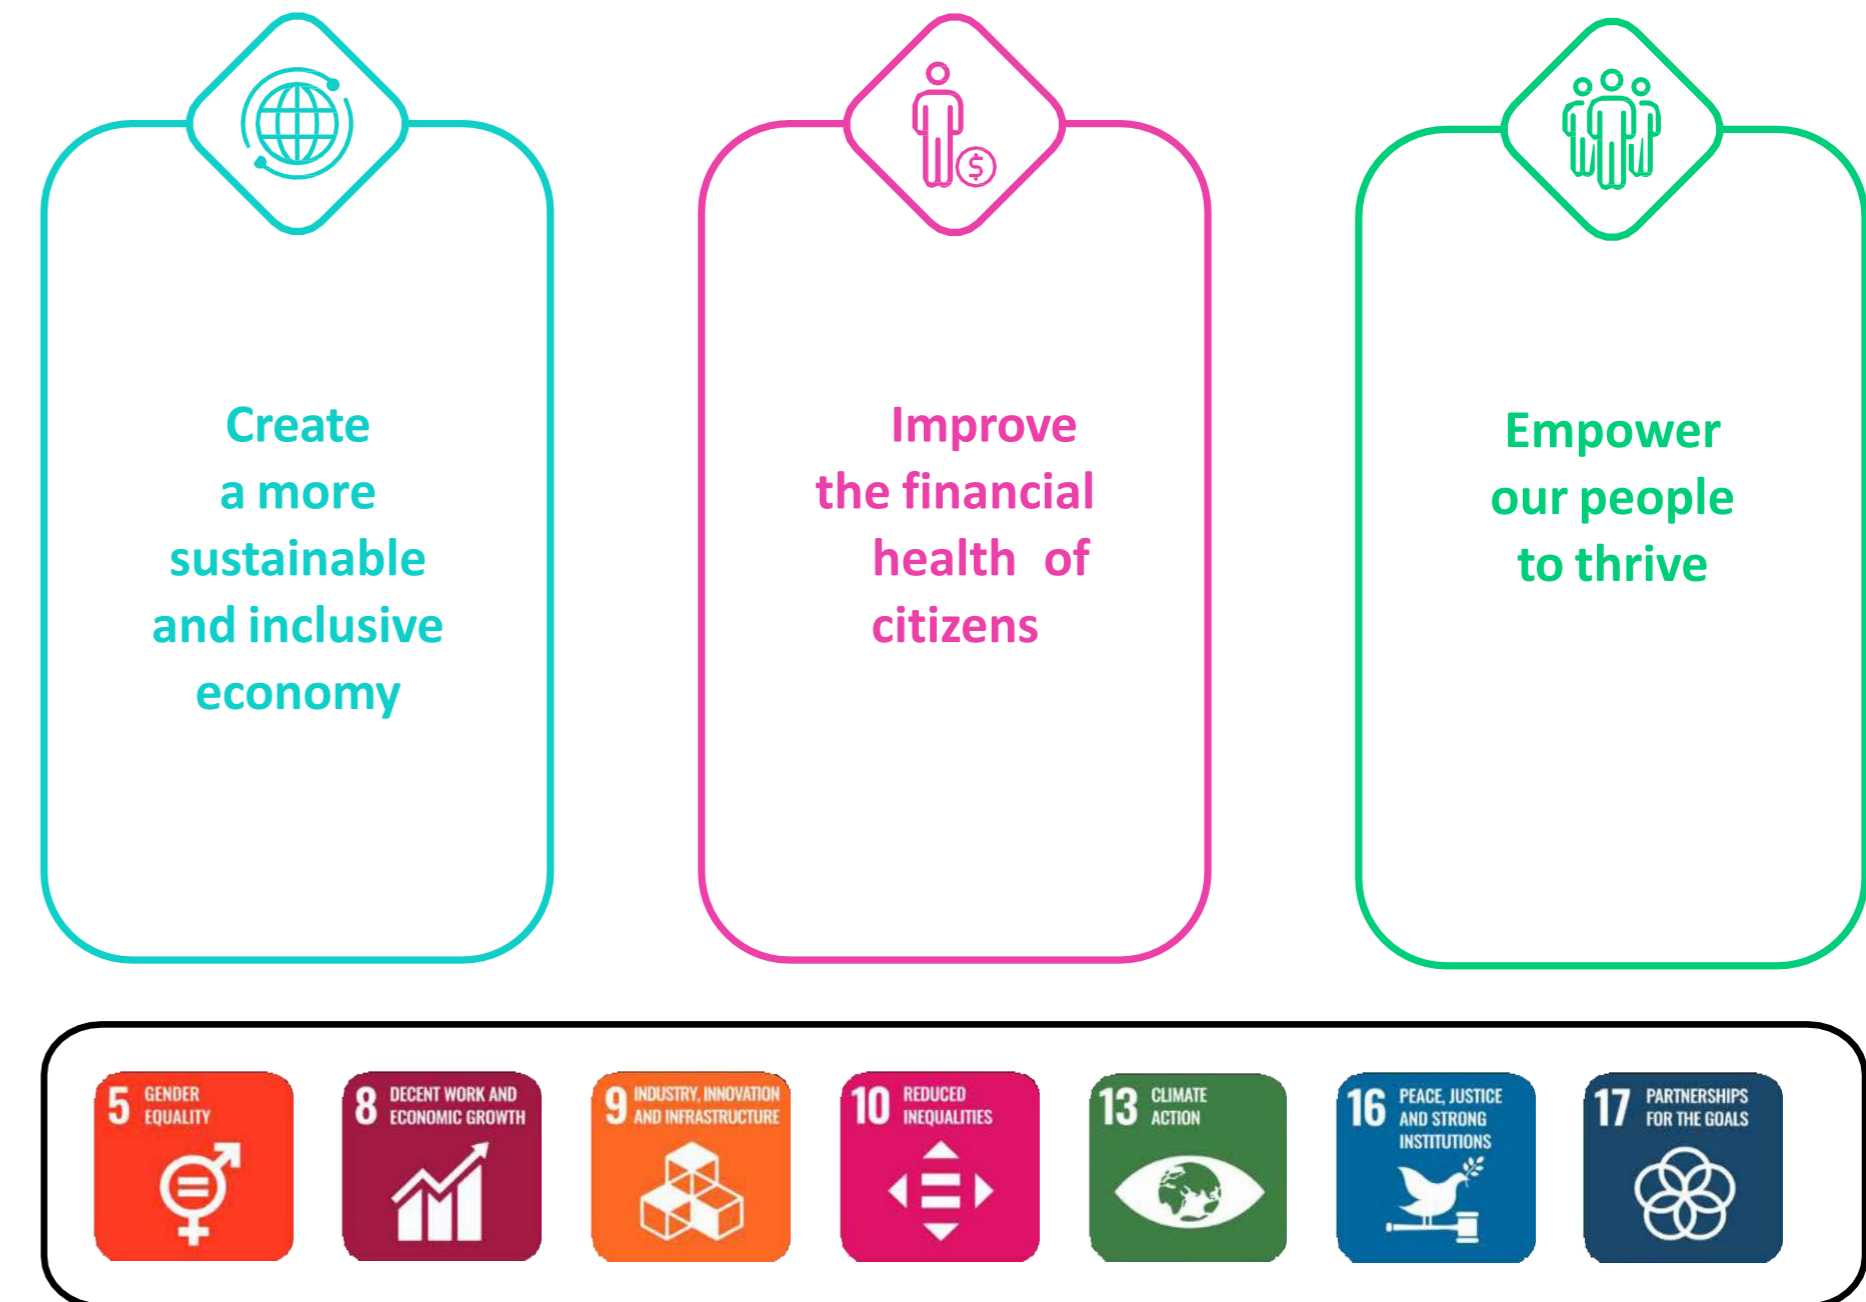 Create
a more
sustainable
and inclusive
economy
Improve
the financial
health of
citizens
Empower
our people
to thrive
5 GENDER
EQUALITY
8 DECENT WORK AND
ECONOMIC GROWTH
9 INDUSTRY, INNOVATION
AND INFRASTRUCTURE
10 REDUCED
INEQUALITIES
13 CLIMATE
ACTION
16 PEACE, JUSTICE
AND STRONG
INSTITUTIONS
17 PARTNERSHIPS
FOR THE GOALS